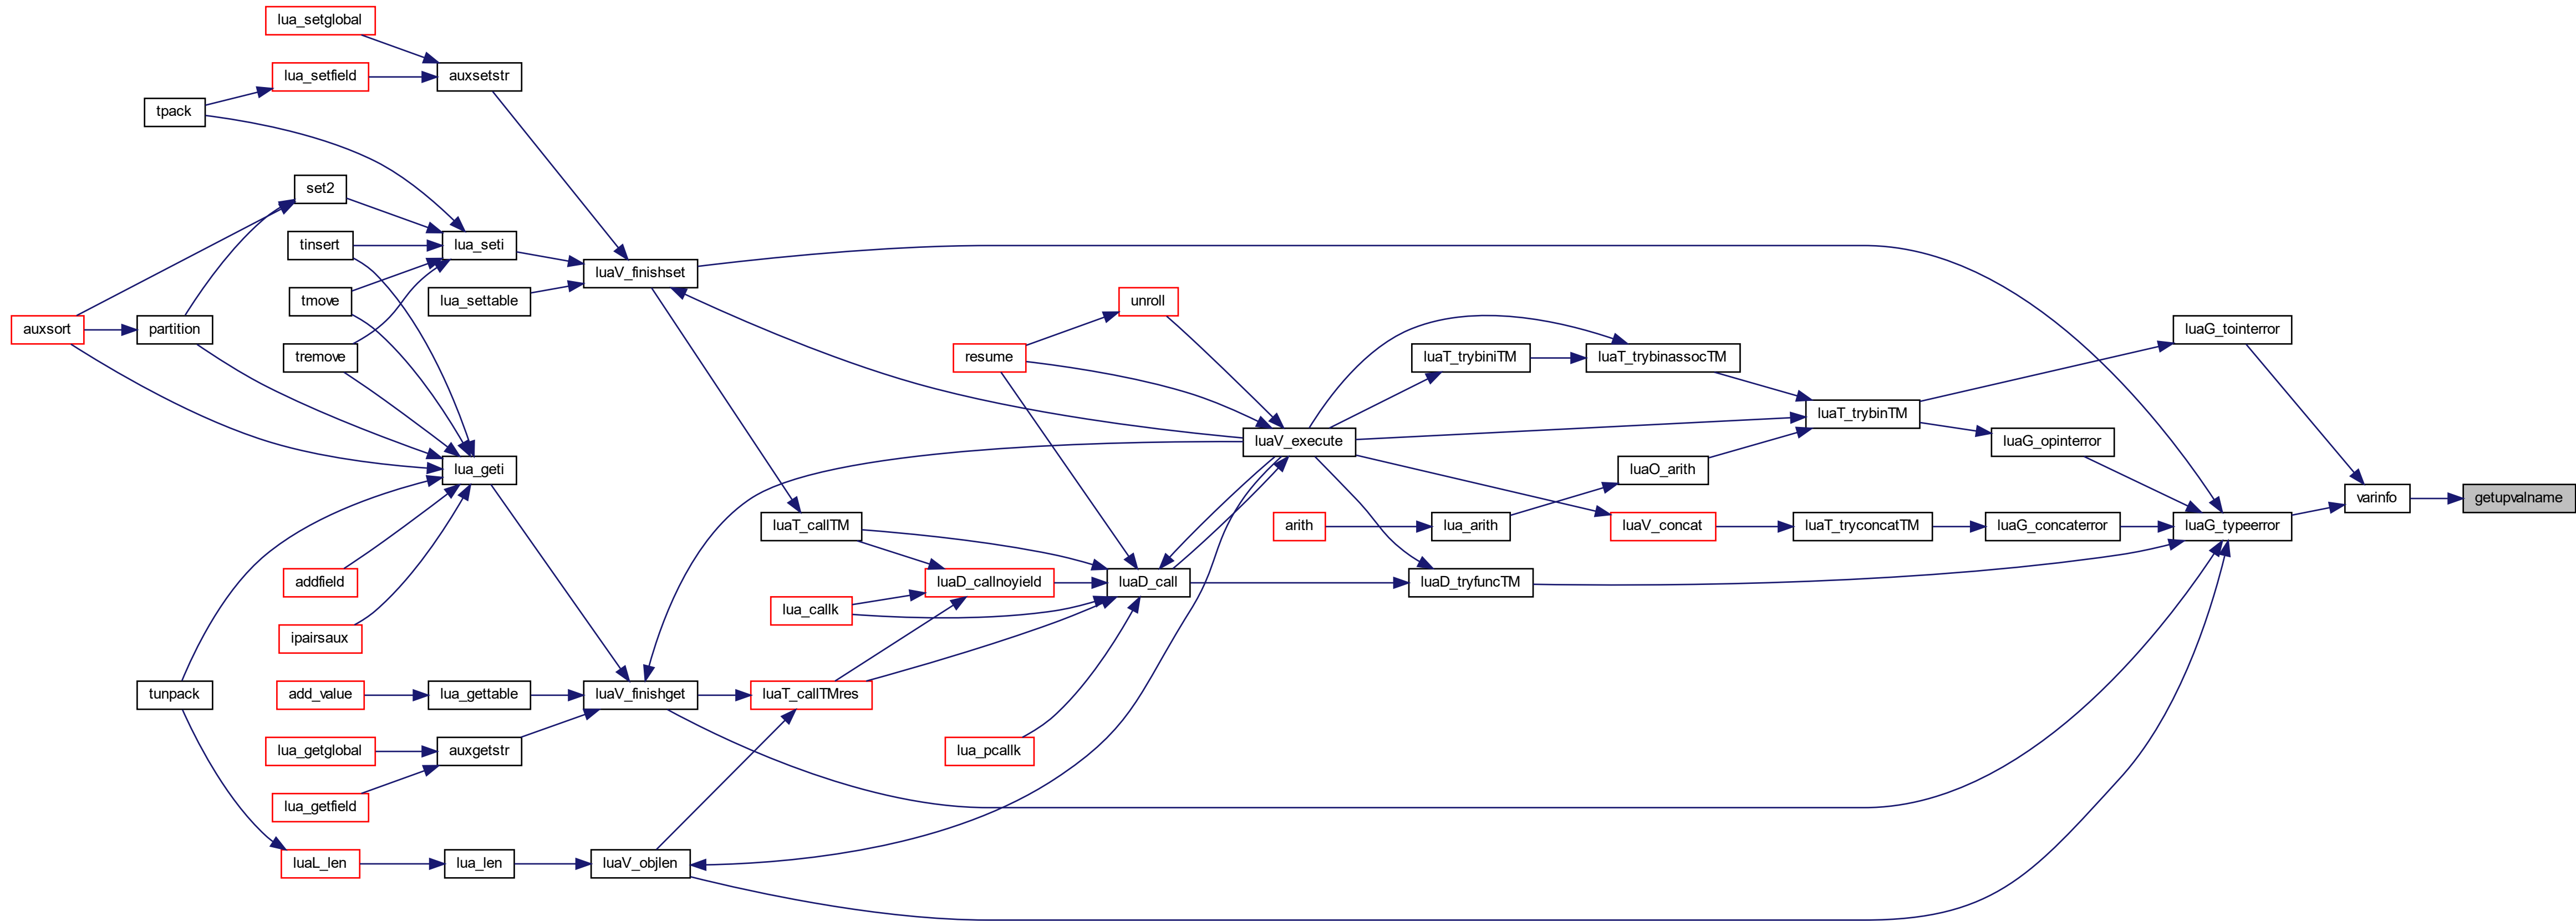 lua_setglobal
lua_setfield
auxsetstr
tpack
set2
tinsert
lua_seti
luaV_finishset
tmove
lua_settable
unroll
auxsort
partition
luaG_tointerror
tremove
resume
luaT_trybiniTM
luaT_trybinassocTM
luaT_trybinTM
luaV_execute
luaG_opinterror
lua_geti
luaO_arith
varinfo
getupvalname
luaT_callTM
arith
lua_arith
luaV_concat
luaT_tryconcatTM
luaG_concaterror
luaG_typeerror
addfield
luaD_callnoyield
luaD_call
luaD_tryfuncTM
lua_callk
ipairsaux
tunpack
add_value
lua_gettable
luaV_finishget
luaT_callTMres
lua_getglobal
auxgetstr
lua_pcallk
lua_getfield
luaL_len
lua_len
luaV_objlen